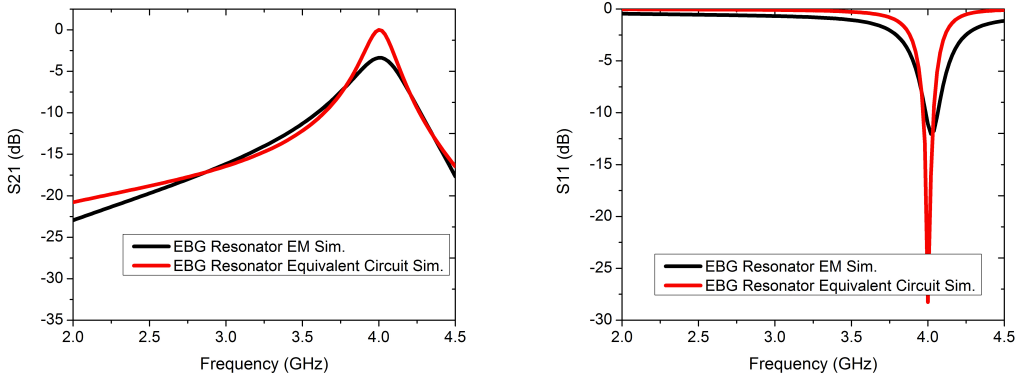 S21 (dB)
0
-5
-10
-15
-20
-25
-30
-35
EBG Resonator EM Sim.
EBG Resonator Equivalent Circuit Sim.
2.0 2.5 3.0 3.5 4.0 4.5
Frequency (GHz)
S11 (dB)
0
-5
-10
-15
-20
-25
-30
EBG Resonator EM Sim.
EBG Resonator Equivalent Circuit Sim.
2.0 2.5 3.0 3.5 4.0 4.5
Frequency (GHz)